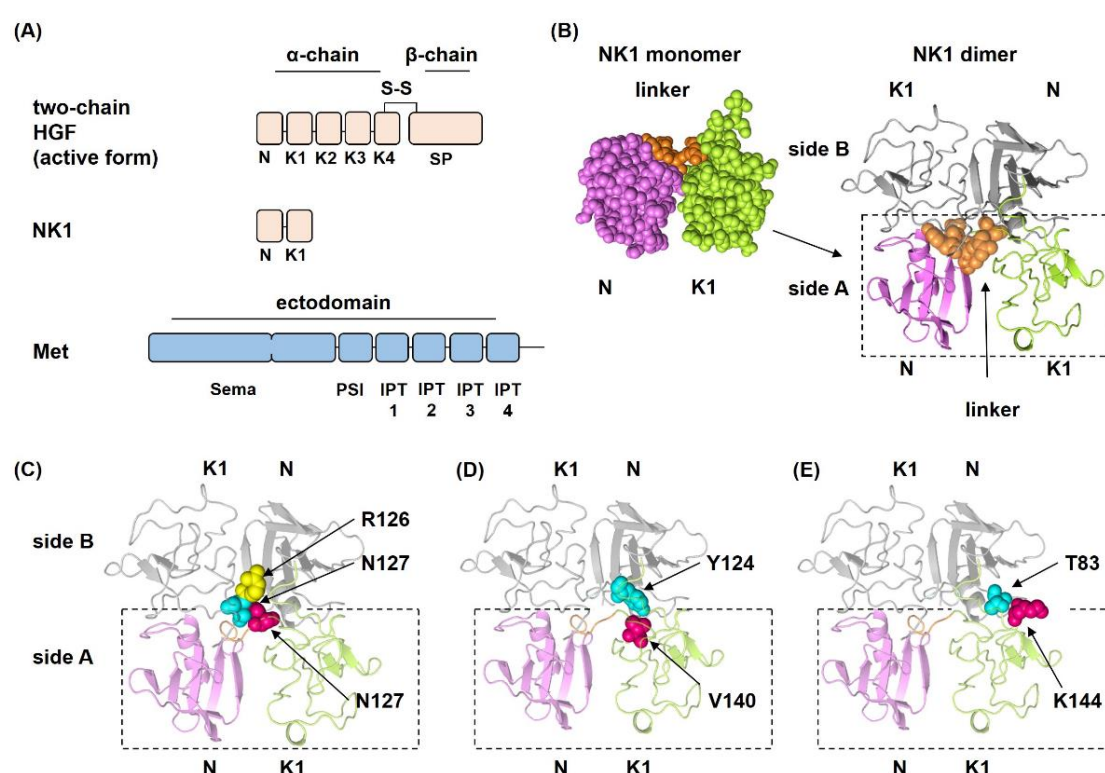 (A)
α-chain
β-chain
S-S
two-chain
HGF
(active form)
N K1 K2 K3 K4 SP
NK1
N K1
ectodomain
Met
Sema PSI IPT IPT IPT IPT
1 2 3 4
(B)
NK1 monomer
linker
N K1
NK1 dimer
K1 N
side B
side A
N K1
linker
(C)
K1 N
R126
side B
N127
side A
N127
N K1
(D)
K1 N
Y124
V140
N K1
(E)
K1 N
T83
K144
N K1